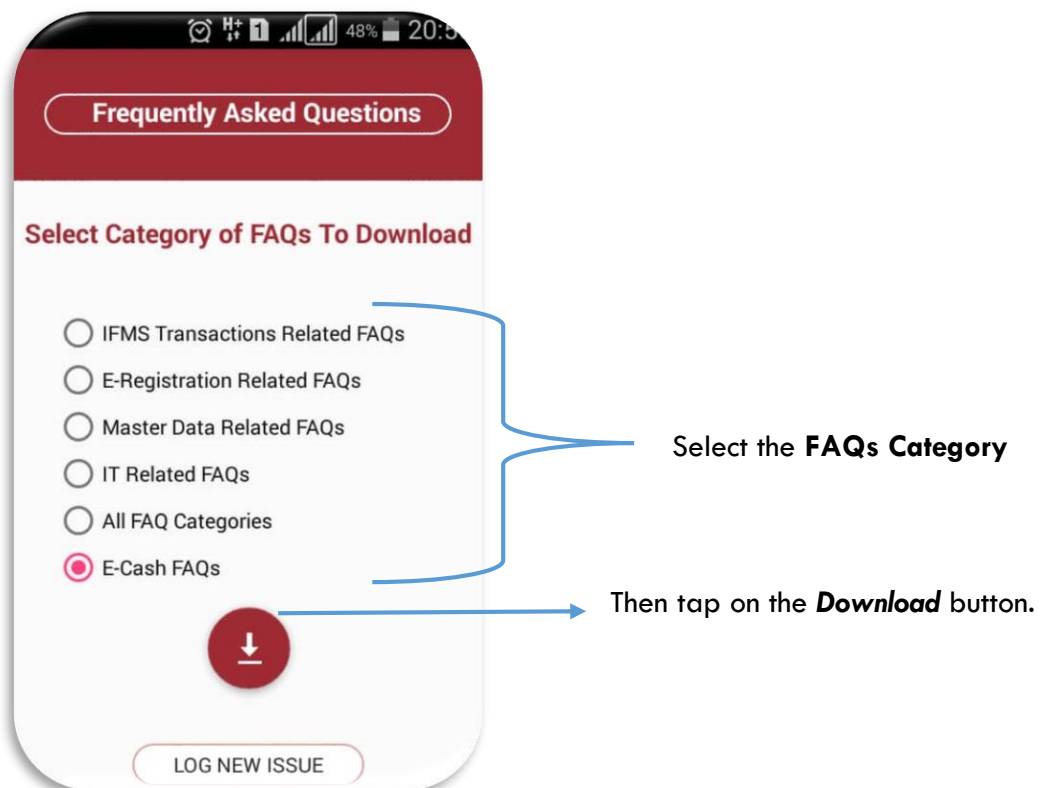 H+ 1 48% 20:5
Frequently Asked Questions
Select Category of FAQs To Download
IFMS Transactions Related FAQs
E-Registration Related FAQs
Master Data Related FAQs
IT Related FAQs
All FAQ Categories
E-Cash FAQs
Select the FAQs Category
Then tap on the Download button.
LOG NEW ISSUE